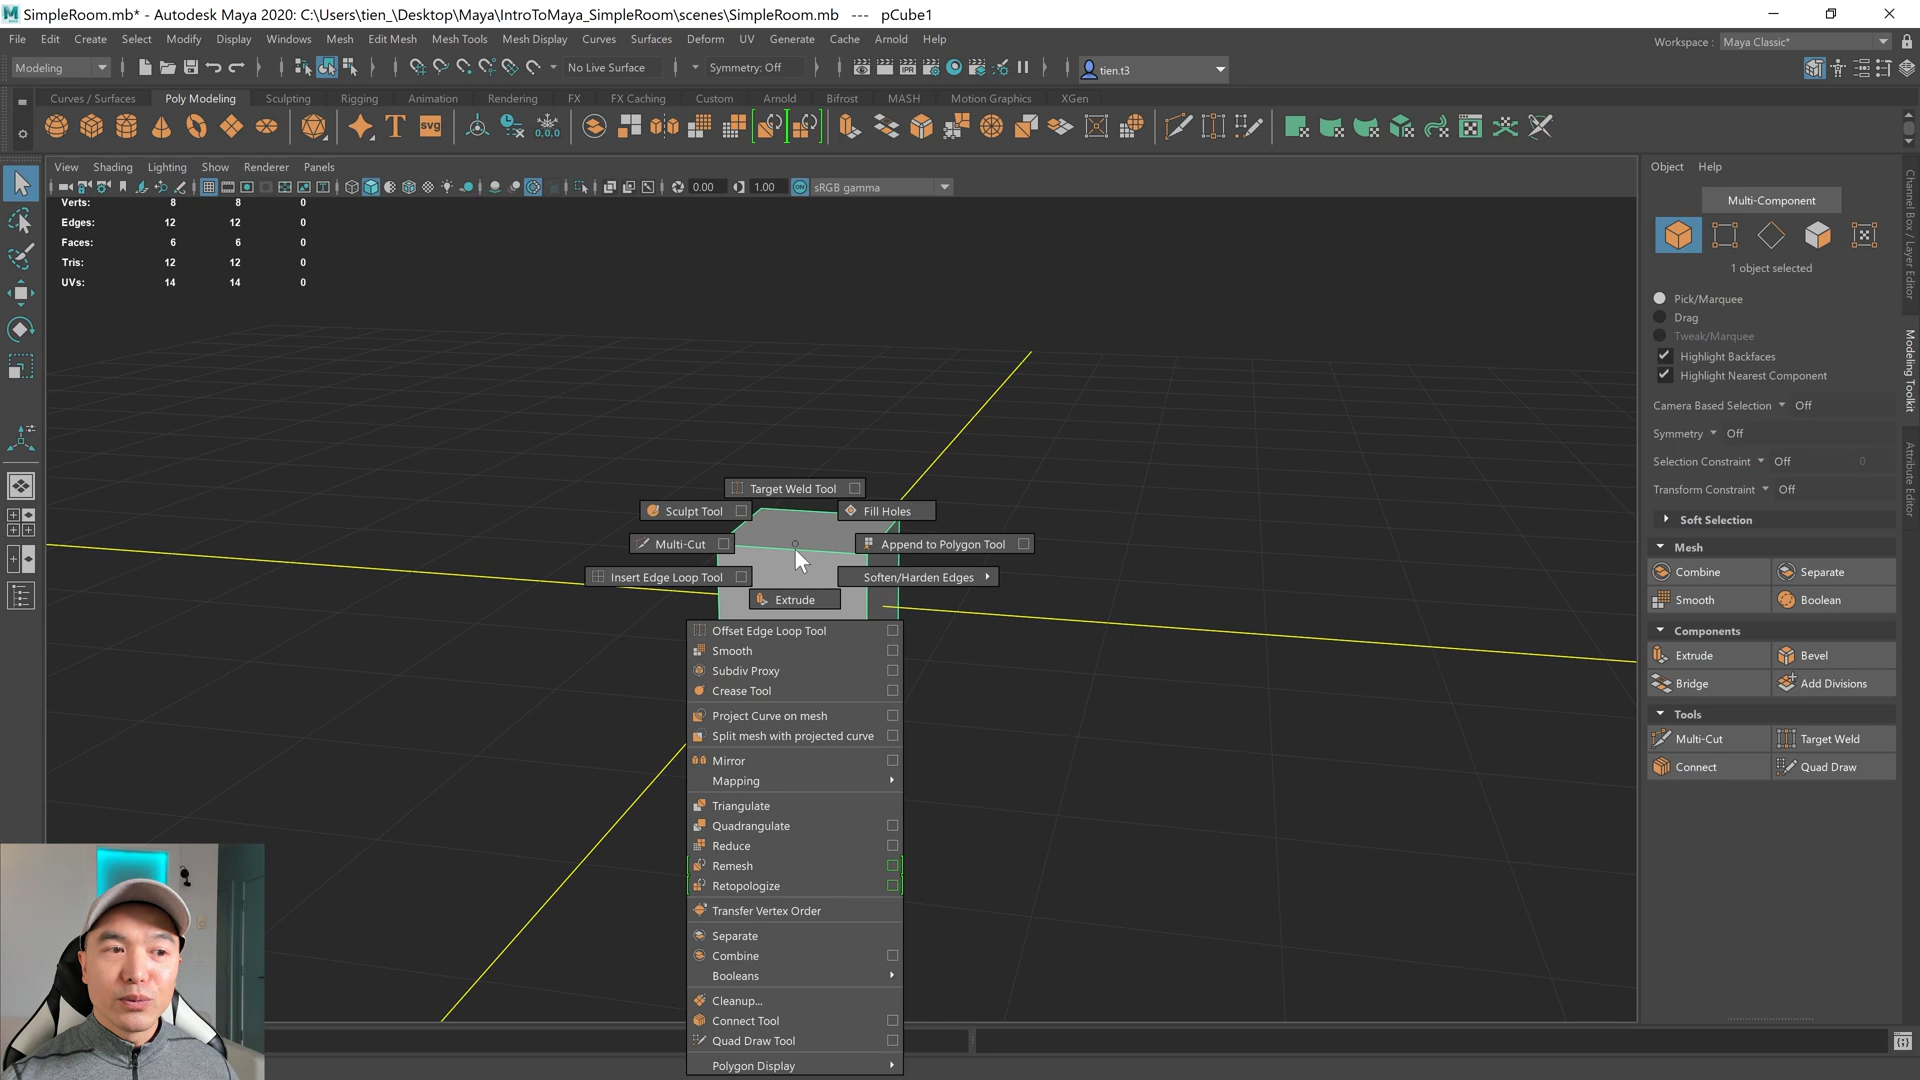 SimpleRoom.mb* - Autodesk Maya 2020: C:\Users\tien_\Desktop\Maya\IntroToMaya_SimpleRoom\scenes\SimpleRoom.mb --- pCube1
File Edit Create Select Modify Display Windows Mesh Edit Mesh Mesh Tools Mesh Display Curves Surfaces Deform UV Generate Cache Arnold Help
Workspace : Maya Classic*
Modeling No Live Surface Symmetry: Off tien.t3
Curves / Surfaces Poly Modeling Sculpting Rigging Animation Rendering FX FX Caching Custom Arnold Bifrost MASH Motion Graphics XGen
View Shading Lighting Show Renderer Panels
0.00 1.00 ON sRGB gamma
Verts: 8 8 0
Edges: 12 12 0
Faces: 6 6 0
Tris: 12 12 0
UVs: 14 14 0
Target Weld Tool
Sculpt Tool Fill Holes
Multi-Cut Append to Polygon Tool
Insert Edge Loop Tool Soften/Harden Edges
Extrude
Offset Edge Loop Tool
Smooth
Subdiv Proxy
Crease Tool
Project Curve on mesh
Split mesh with projected curve
Mirror
Mapping
Triangulate
Quadrangulate
Reduce
Remesh
Retopologize
Transfer Vertex Order
Separate
Combine
Booleans
Cleanup...
Connect Tool
Quad Draw Tool
Polygon Display
Object Help
Multi-Component
1 object selected
Pick/Marquee
Drag
Tweak/Marquee
Highlight Backfaces
Highlight Nearest Component
Camera Based Selection Off
Symmetry Off
Selection Constraint Off 0
Transform Constraint Off
Soft Selection
Mesh
Combine Separate
Smooth Boolean
Components
Extrude Bevel
Bridge Add Divisions
Tools
Multi-Cut Target Weld
Connect Quad Draw
Channel Box / Layer Editor
Modeling Toolkit
Attribute Editor